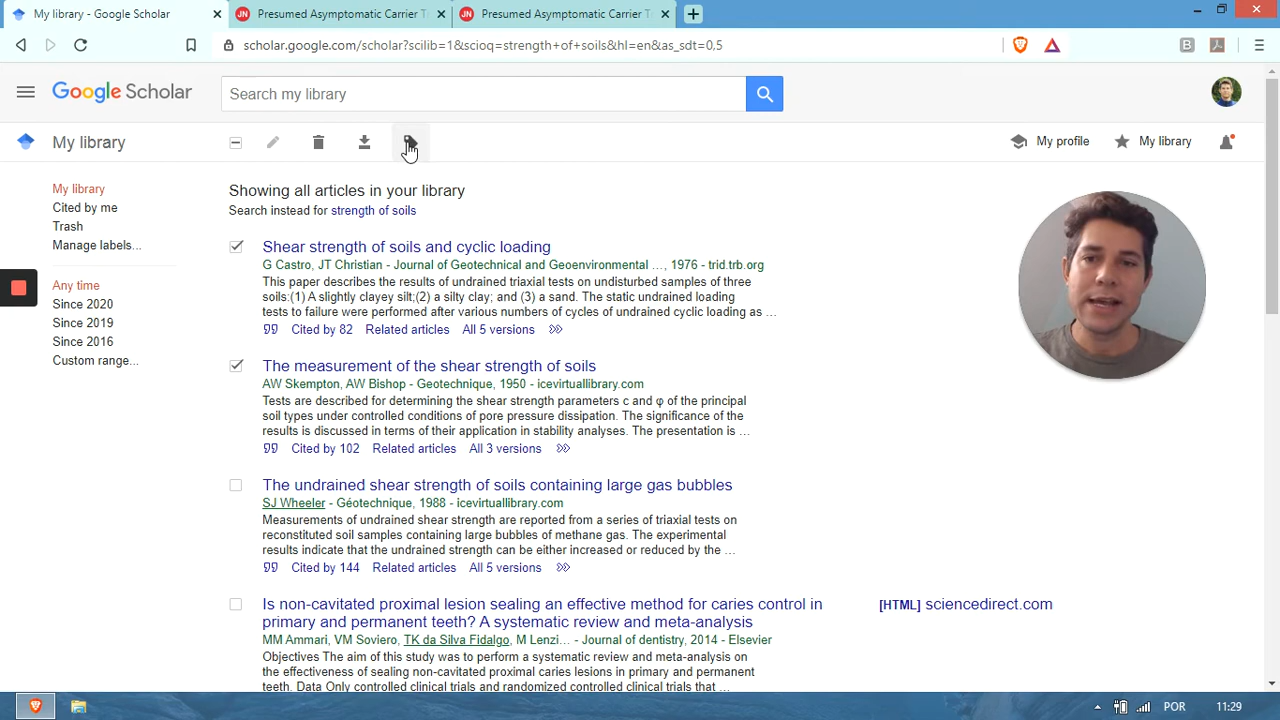 My library - Google Scholar
JN Presumed Asymptomatic Carrier T
JN Presumed Asymptomatic Carrier T
scholar.google.com/scholar?scilib=1&scioq=strength+of+soils&hl=en&as_sdt=0,5
B
Google Scholar
Search my library
My library
My profile
My library
My library
Cited by me
Trash
Manage labels...
Any time
Since 2020
Since 2019
Since 2016
Custom range...
Showing all articles in your library
Search instead for strength of soils
Shear strength of soils and cyclic loading
G Castro, JT Christian - Journal of Geotechnical and Geoenvironmental …, 1976 - trid.trb.org
This paper describes the results of undrained triaxial tests on undisturbed samples of three
soils:(1) A slightly clayey silt;(2) a silty clay; and (3) a sand. The static undrained loading
tests to failure were performed after various numbers of cycles of undrained cyclic loading as …
Cited by 82 Related articles All 5 versions
The measurement of the shear strength of soils
AW Skempton, AW Bishop - Geotechnique, 1950 - icevirtuallibrary.com
Tests are described for determining the shear strength parameters c and φ of the principal
soil types under controlled conditions of pore pressure dissipation. The significance of the
results is discussed in terms of their application in stability analyses. The presentation is …
Cited by 102 Related articles All 3 versions
The undrained shear strength of soils containing large gas bubbles
SJ Wheeler - Géotechnique, 1988 - icevirtuallibrary.com
Measurements of undrained shear strength are reported from a series of triaxial tests on
reconstituted soil samples containing large bubbles of methane gas. The experimental
results indicate that the undrained strength can be either increased or reduced by the …
Cited by 144 Related articles All 5 versions
Is non-cavitated proximal lesion sealing an effective method for caries control in
primary and permanent teeth? A systematic review and meta-analysis
[HTML] sciencedirect.com
MM Ammari, VM Soviero, TK da Silva Fidalgo, M Lenzi… - Journal of dentistry, 2014 - Elsevier
Objectives The aim of this study was to perform a systematic review and meta-analysis on
the effectiveness of sealing non-cavitated proximal caries lesions in primary and permanent
teeth. Data Only controlled clinical trials and randomized controlled clinical trials that …
POR 11:29